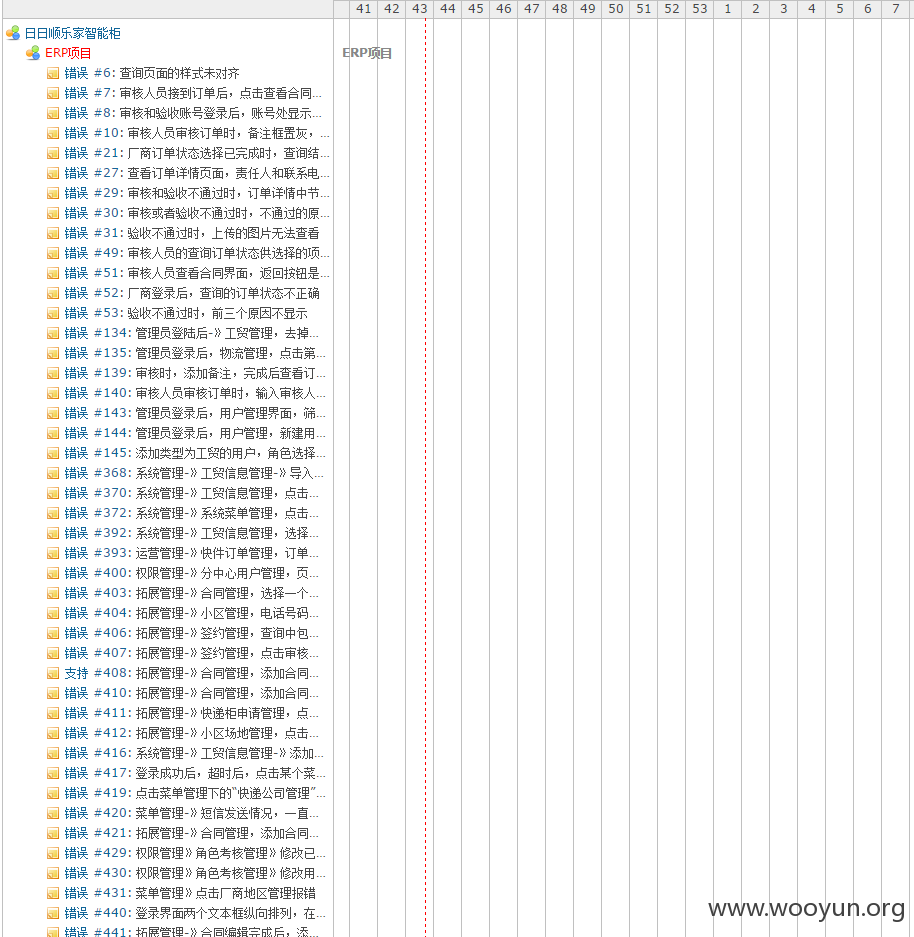 41 42 43 44 45 46 47 48 49 50 51 52 53 1 2 3 4 5 6 7
日日顺乐家智能柜
ERP项目 ERP项目
错误 #6: 查询页面的样式未对齐
错误 #7: 审核人员接到订单后，点击查看合同...
错误 #8: 审核和验收账号登录后，账号处显示...
错误 #10: 审核人员审核订单时，备注框置灰，...
错误 #21: 厂商订单状态选择已完成时，查询结...
错误 #27: 查看订单详情页面，责任人和联系电...
错误 #29: 审核和验收不通过时，订单详情中节...
错误 #30: 审核或者验收不通过时，不通过的原...
错误 #31: 验收不通过时，上传的图片无法查看
错误 #49: 审核人员的查询订单状态供选择的项...
错误 #51: 审核人员查看合同界面，返回按钮是...
错误 #52: 厂商登录后，查询的订单状态不正确
错误 #53: 验收不通过时，前三个原因不显示
错误 #134: 管理员登陆后-》工贸管理，去掉...
错误 #135: 管理员登录后，物流管理，点击第...
错误 #139: 审核时，添加备注，完成后查看订...
错误 #140: 审核人员审核订单时，输入审核人...
错误 #143: 管理员登录后，用户管理界面，筛...
错误 #144: 管理员登录后，用户管理，新建用...
错误 #145: 添加类型为工贸的用户，角色选择...
错误 #368: 系统管理-》工贸信息管理-》导入...
错误 #370: 系统管理-》工贸信息管理，点击...
错误 #372: 系统管理-》系统菜单管理，点击...
错误 #392: 系统管理-》工贸信息管理，选择...
错误 #393: 运营管理-》快件订单管理，订单...
错误 #400: 权限管理-》分中心用户管理，页...
错误 #403: 拓展管理-》合同管理，选择一个...
错误 #404: 拓展管理-》小区管理，电话号码...
错误 #406: 拓展管理-》签约管理，查询中包...
错误 #407: 拓展管理-》签约管理，点击审核...
支持 #408: 拓展管理-》合同管理，添加合同...
错误 #410: 拓展管理-》合同管理，添加合同...
错误 #411: 拓展管理-》快递柜申请管理，点...
错误 #412: 拓展管理-》小区场地管理，点击...
错误 #416: 系统管理-》工贸信息管理-》添加...
错误 #417: 登录成功后，超时后，点击某个菜...
错误 #419: 点击菜单管理下的“快递公司管理”...
错误 #420: 菜单管理-》短信发送情况，一直...
错误 #421: 拓展管理-》合同管理，添加合同...
错误 #429: 权限管理》角色考核管理》修改已...
错误 #430: 权限管理》角色考核管理》修改用...
错误 #431: 菜单管理》点击厂商地区管理报错
错误 #440: 登录界面两个文本框纵向排列，在...
错误 #441: 拓展管理-》合同编辑完成后，添...
www.wooyun.org